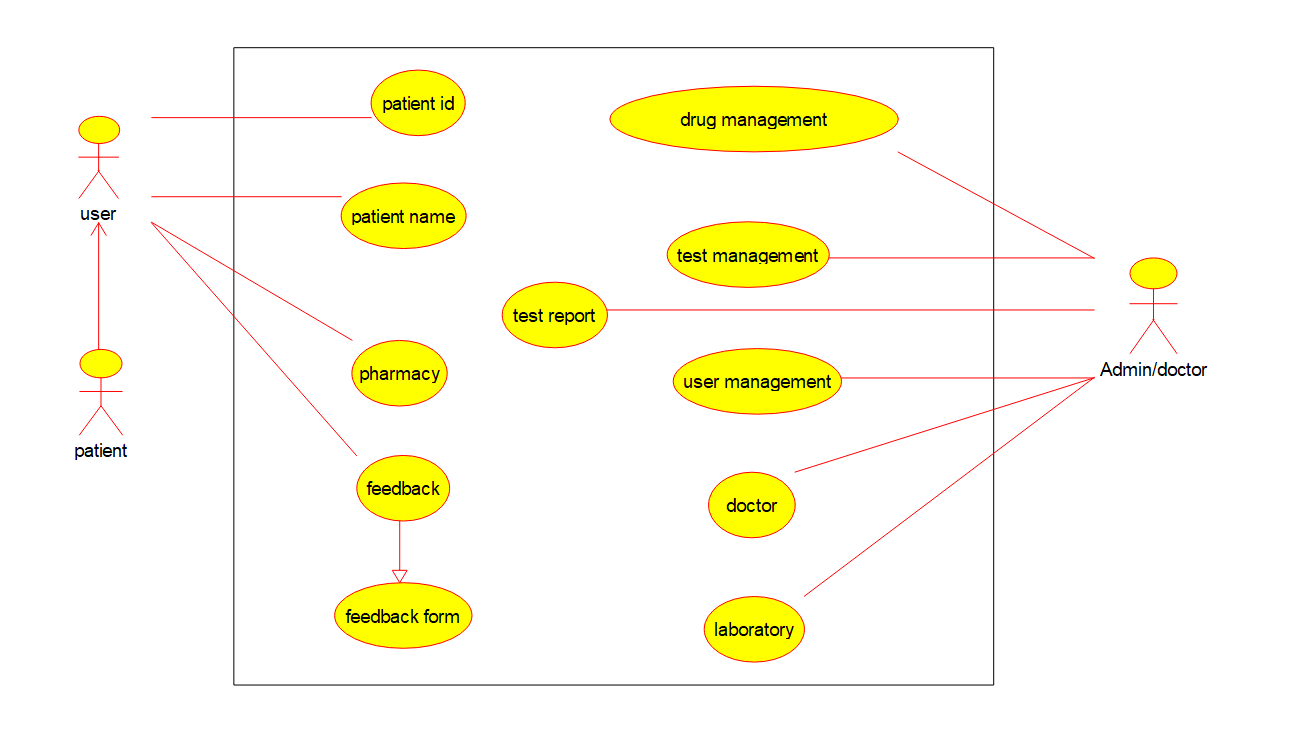 patient id
drug management
user
patient name
test management
test report
pharmacy
user management
Admin/doctor
patient
feedback
doctor
feedback form
laboratory